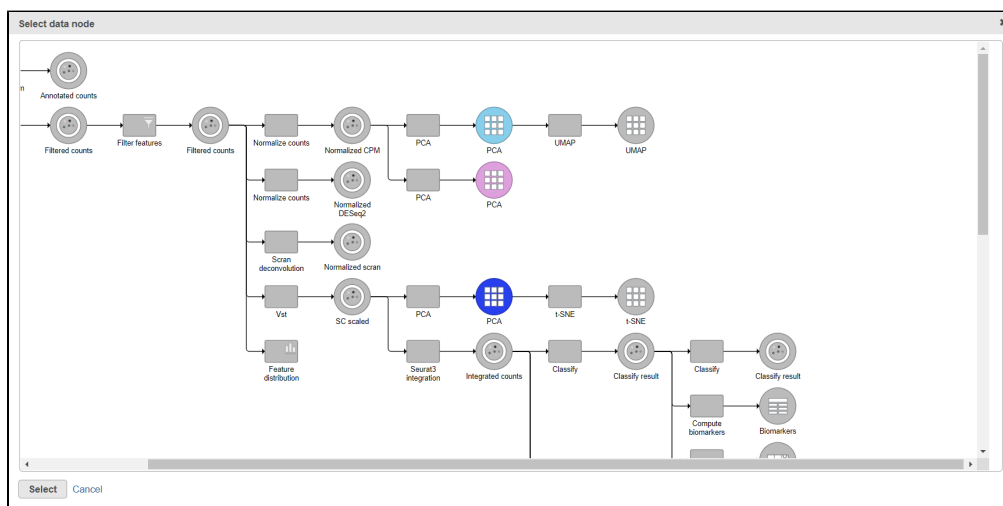 Select data node
n
Annotated counts
Filtered counts
Filter features
Filtered counts
Normalize counts
Normalized CPM
PCA
PCA
UMAP
UMAP
Normalize counts
Normalized
DESeq2
PCA
PCA
Scran
deconvolution
Normalized scran
Vst
SC scaled
PCA
PCA
t-SNE
t-SNE
Feature
distribution
Seurat3
integration
Integrated counts
Classify
Classify result
Classify
Classify result
Compute
biomarkers
Biomarkers
Select
Cancel